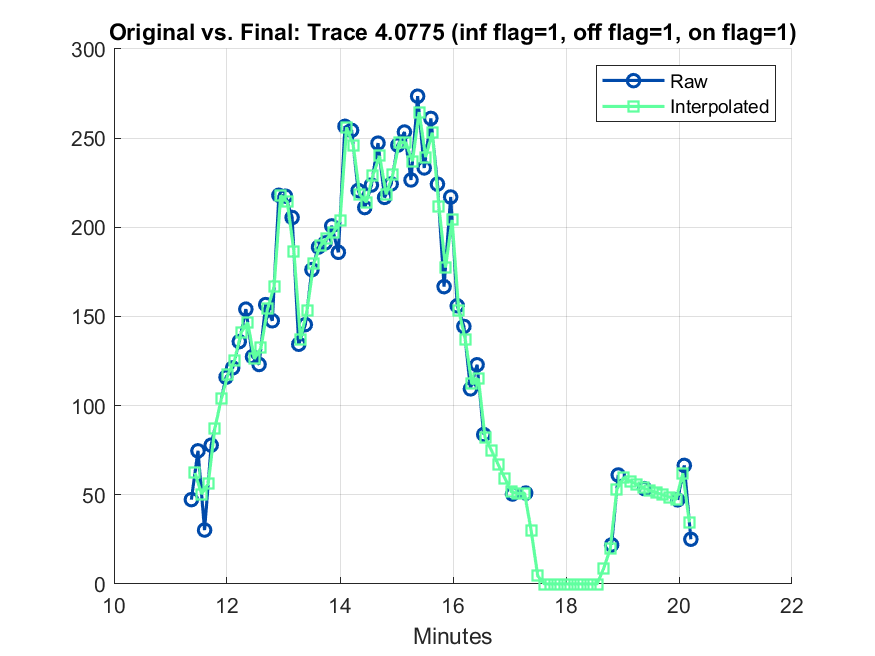 Original vs. Final: Trace 4.0775 (inf flag=1, off flag=1, on flag=1)
300
250
200
150
100
50
0
10 12 14 16 18 20 22
Minutes
Raw
Interpolated